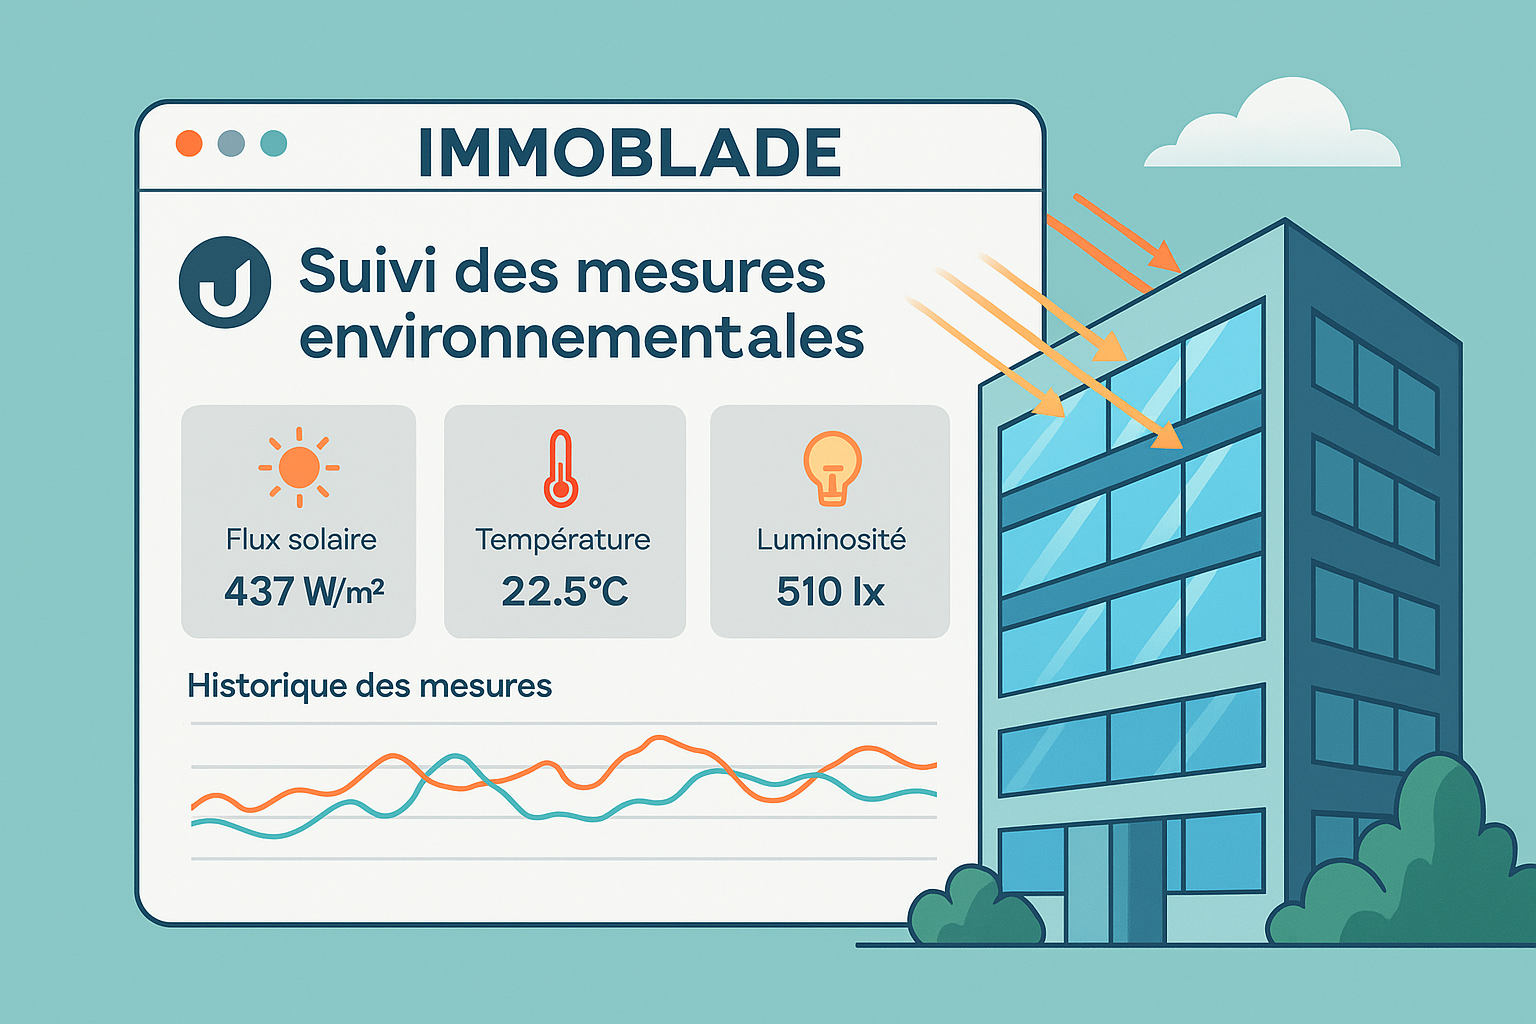 IMMOBLADE
Suivi des mesures
environnementales
Flux solaire
437 W/m²
Température
22.5°C
Luminosité
510 lx
Historique des mesures